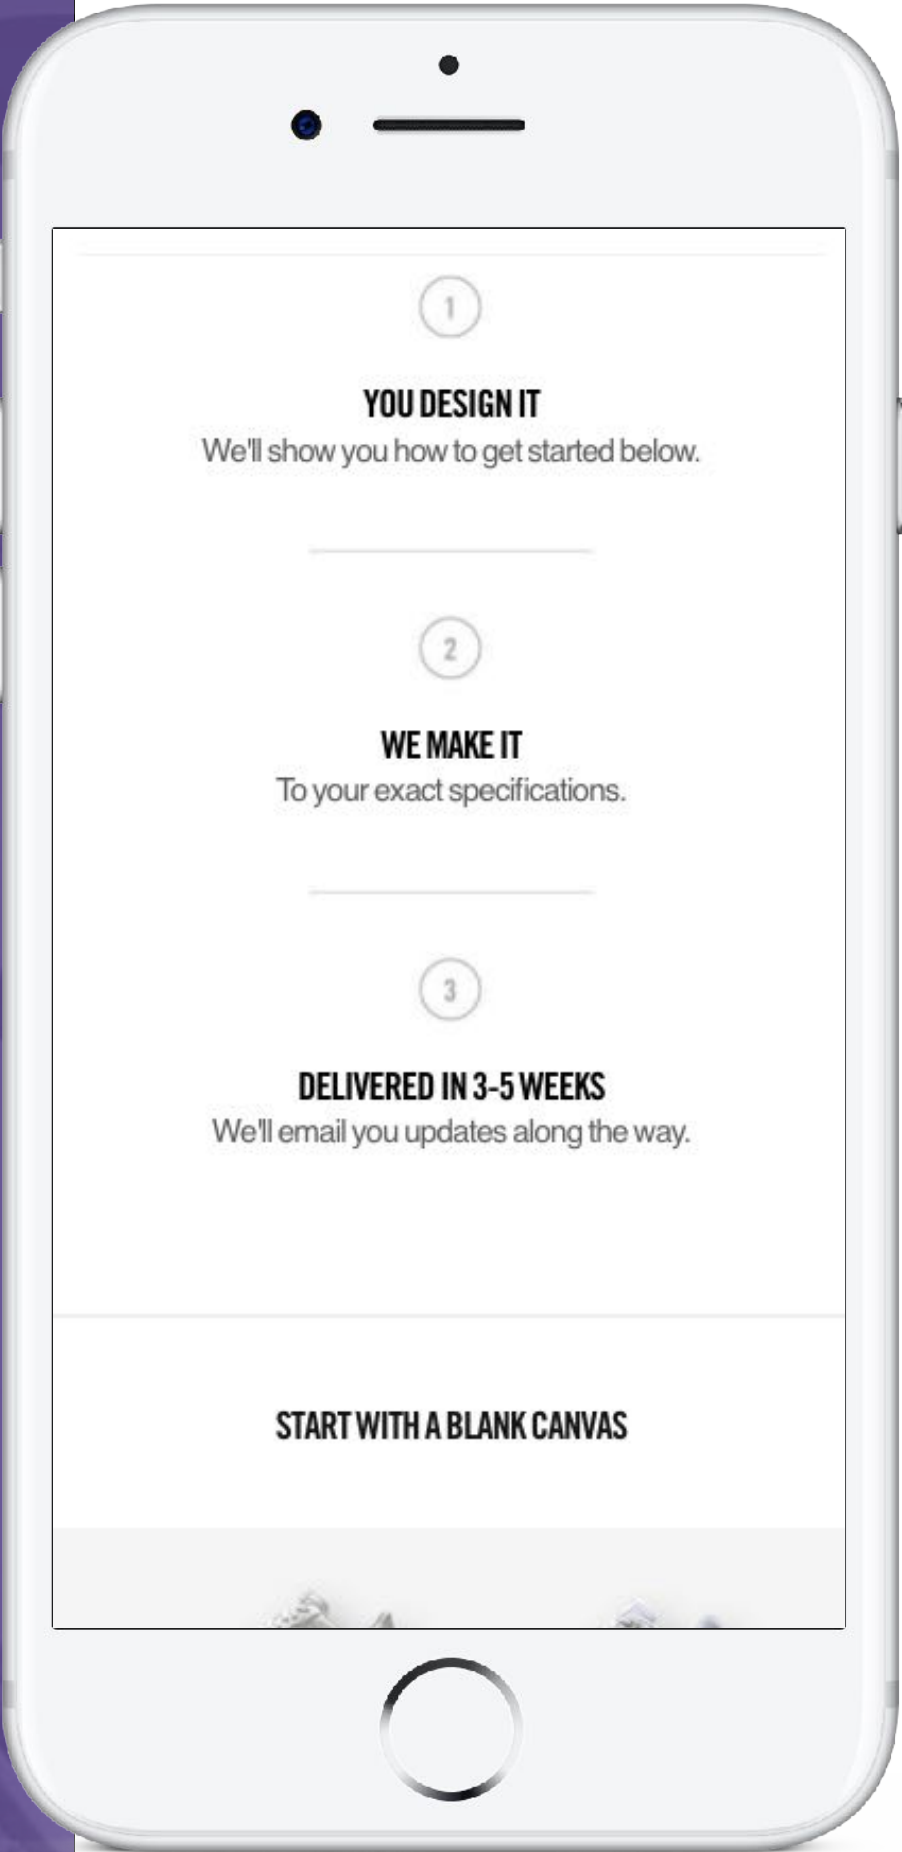 1
YOU DESIGN IT
We'll show you how to get started below.
2
WE MAKE IT
To your exact specifications.
3
DELIVERED IN 3-5 WEEKS
We'll email you updates along the way.
START WITH A BLANK CANVAS